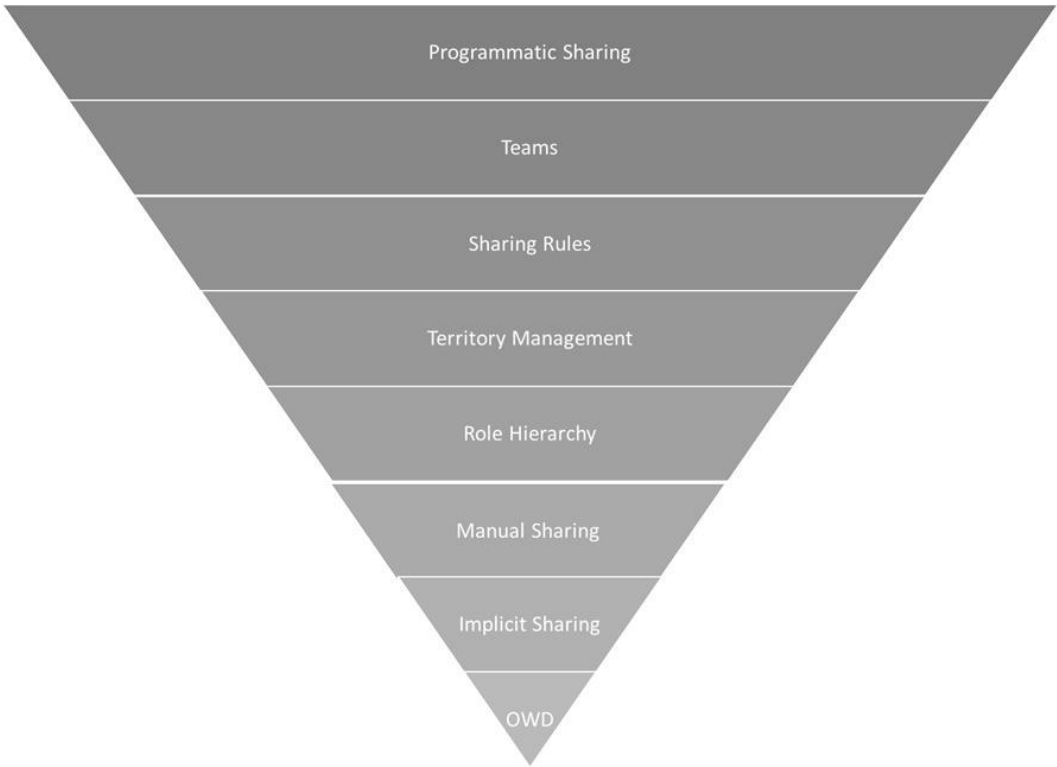 Programmatic Sharing
Teams
Sharing Rules
Territory Management
Role Hierarchy
Manual Sharing
Implicit Sharing
OWD